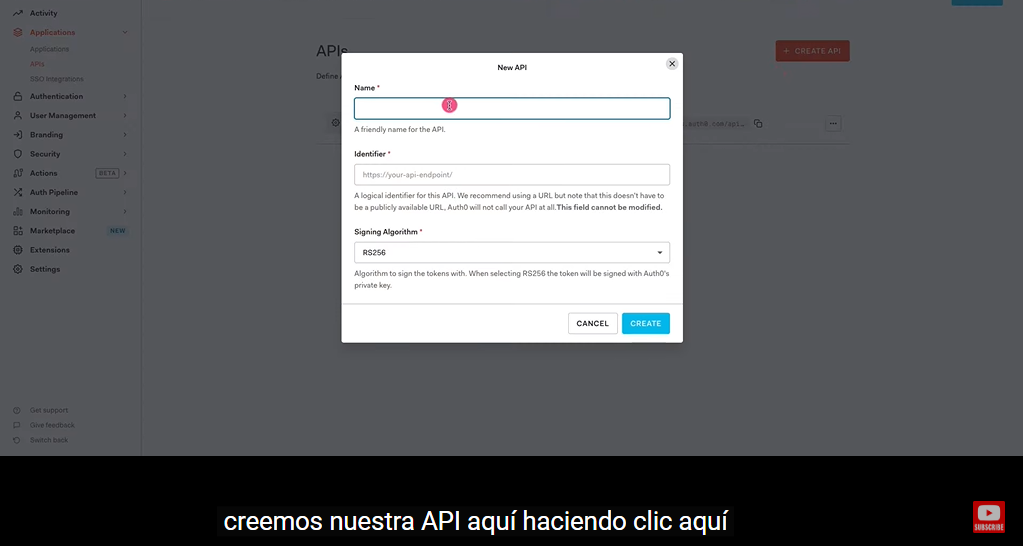 Activity
Applications
Applications
APIs
SSO Integrations
Authentication
User Management
Branding
Security
Actions BETA
Auth Pipeline
Monitoring
Marketplace NEW
Extensions
Settings
Get support
Give feedback
Switch back
APIs
+ CREATE API
Define
.auth0.com/api...
New API
Name *
A friendly name for the API.
Identifier *
https://your-api-endpoint/
A logical identifier for this API. We recommend using a URL but note that this doesn't have to
be a publicly available URL, Auth0 will not call your API at all.This field cannot be modified.
Signing Algorithm *
RS256
Algorithm to sign the tokens with. When selecting RS256 the token will be signed with Auth0's
private key.
CANCEL
CREATE
creemos nuestra API aquí haciendo clic aquí
SUBSCRIBE